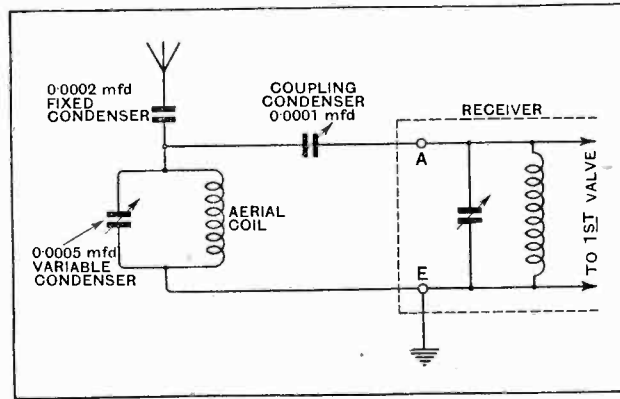 0·0002 mfd
FIXED
CONDENSER
COUPLING
CONDENSER
0·0001 mfd
RECEIVER
A
AERIAL
COIL
0·0005 mfd
VARIABLE
CONDENSER
E
TO 1ST VALVE